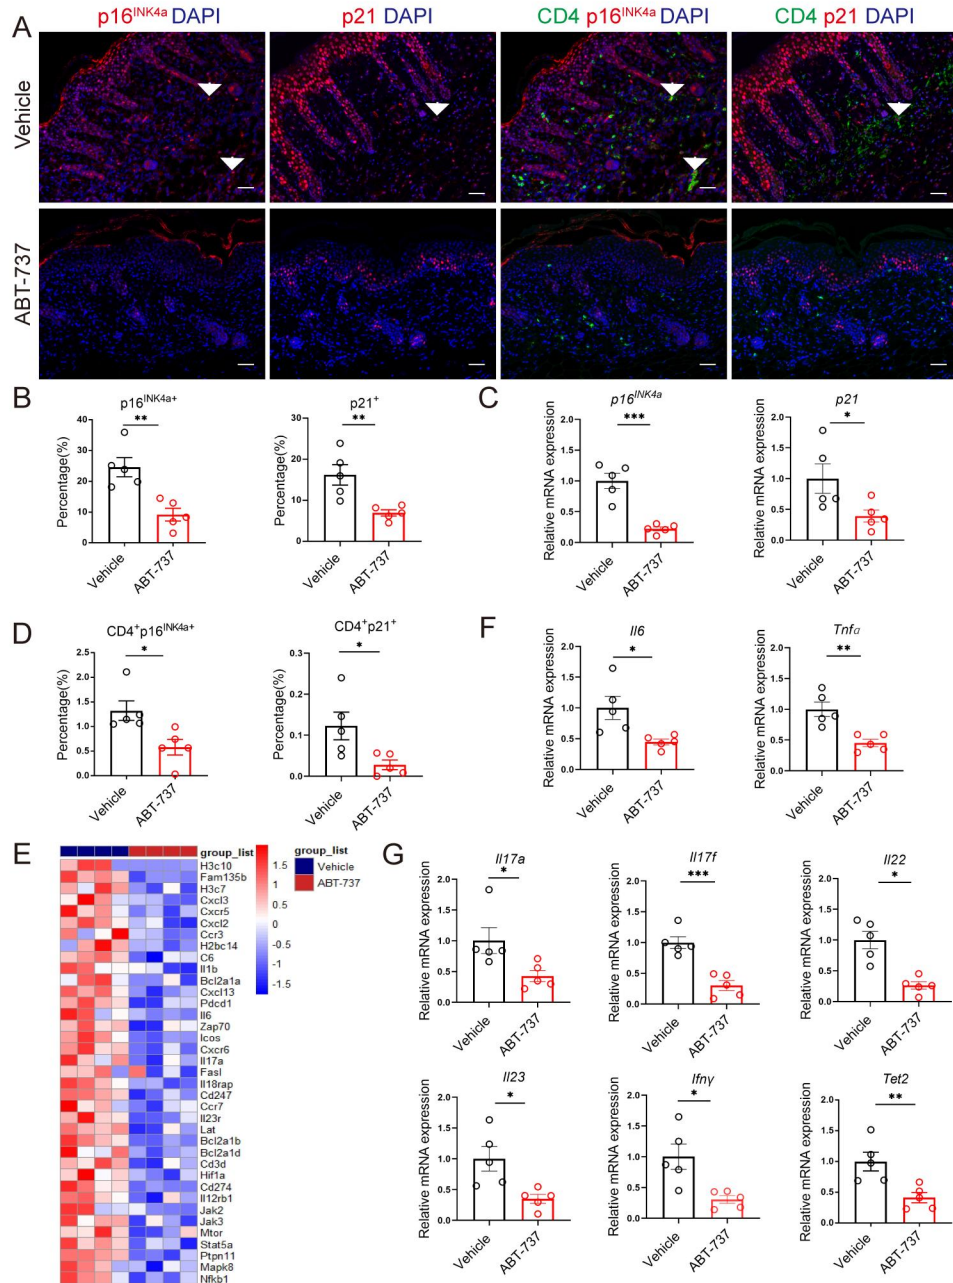 A
p16INK4a DAPI
p21 DAPI
CD4 p16INK4a DAPI
CD4 p21 DAPI
Vehicle
ABT-737
B
p16INK4a+
**
Percentage(%)
40
30
20
10
0
Vehicle
ABT-737
p21+
**
Percentage(%)
30
20
10
0
Vehicle
ABT-737
C
p16INK4a
***
Relative mRNA expression
2.0
1.5
1.0
0.5
0.0
Vehicle
ABT-737
p21
*
Relative mRNA expression
2.0
1.5
1.0
0.5
0.0
Vehicle
ABT-737
D
CD4+p16INK4a+
*
Percentage(%)
2.5
2.0
1.5
1.0
0.5
0.0
Vehicle
ABT-737
CD4+p21+
*
Percentage(%)
0.3
0.2
0.1
0.0
Vehicle
ABT-737
F
Il6
*
Relative mRNA expression
2.0
1.5
1.0
0.5
0.0
Vehicle
ABT-737
Tnfα
**
Relative mRNA expression
2.0
1.5
1.0
0.5
0.0
Vehicle
ABT-737
E
group_list
H3c10
Fam135b
H3c7
Cxcl3
Cxcr5
Cxcl2
Ccr3
H2bc14
C6
Il1b
Bcl2a1a
Cxcl13
Pdcd1
Il6
Zap70
Icos
Cxcr6
Il17a
Fasl
Il18rap
Cd247
Ccr7
Il23r
Lat
Bcl2a1b
Bcl2a1d
Cd3d
Hif1a
Cd274
Il12rb1
Jak2
Jak3
Mtor
Stat5a
Ptpn11
Mapk8
Nfkb1
1.5
1
0.5
0
-0.5
-1
-1.5
group_list
Vehicle
ABT-737
G
Il17a
*
Relative mRNA expression
2.0
1.5
1.0
0.5
0.0
Vehicle
ABT-737
Il17f
***
Relative mRNA expression
2.0
1.5
1.0
0.5
0.0
Vehicle
ABT-737
Il22
*
Relative mRNA expression
2.0
1.5
1.0
0.5
0.0
Vehicle
ABT-737
Il23
*
Relative mRNA expression
2.0
1.5
1.0
0.5
0.0
Vehicle
ABT-737
Ifnγ
*
Relative mRNA expression
2.0
1.5
1.0
0.5
0.0
Vehicle
ABT-737
Tet2
**
Relative mRNA expression
2.0
1.5
1.0
0.5
0.0
Vehicle
ABT-737